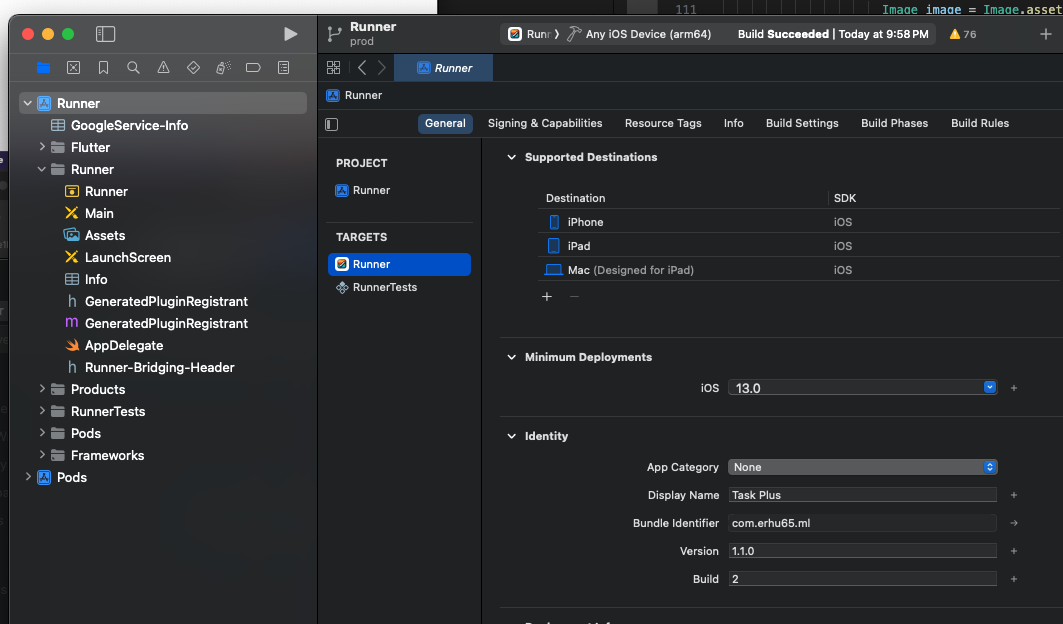 111
Image image = Image.asset
Runner
prod
Runr
Any iOS Device (arm64)
Build Succeeded | Today at 9:58 PM
76
Runner
Runner
Runner
GoogleService-Info
Flutter
Runner
Runner
Main
Assets
LaunchScreen
Info
h GeneratedPluginRegistrant
m GeneratedPluginRegistrant
AppDelegate
h Runner-Bridging-Header
Products
RunnerTests
Pods
Frameworks
Pods
General Signing & Capabilities Resource Tags Info Build Settings Build Phases Build Rules
PROJECT
Runner
TARGETS
Runner
RunnerTests
Supported Destinations
Destination SDK
iPhone iOS
iPad iOS
Mac (Designed for iPad) iOS
Minimum Deployments
iOS 13.0
Identity
App Category None
Display Name Task Plus
Bundle Identifier com.erhu65.ml
Version 1.1.0
Build 2